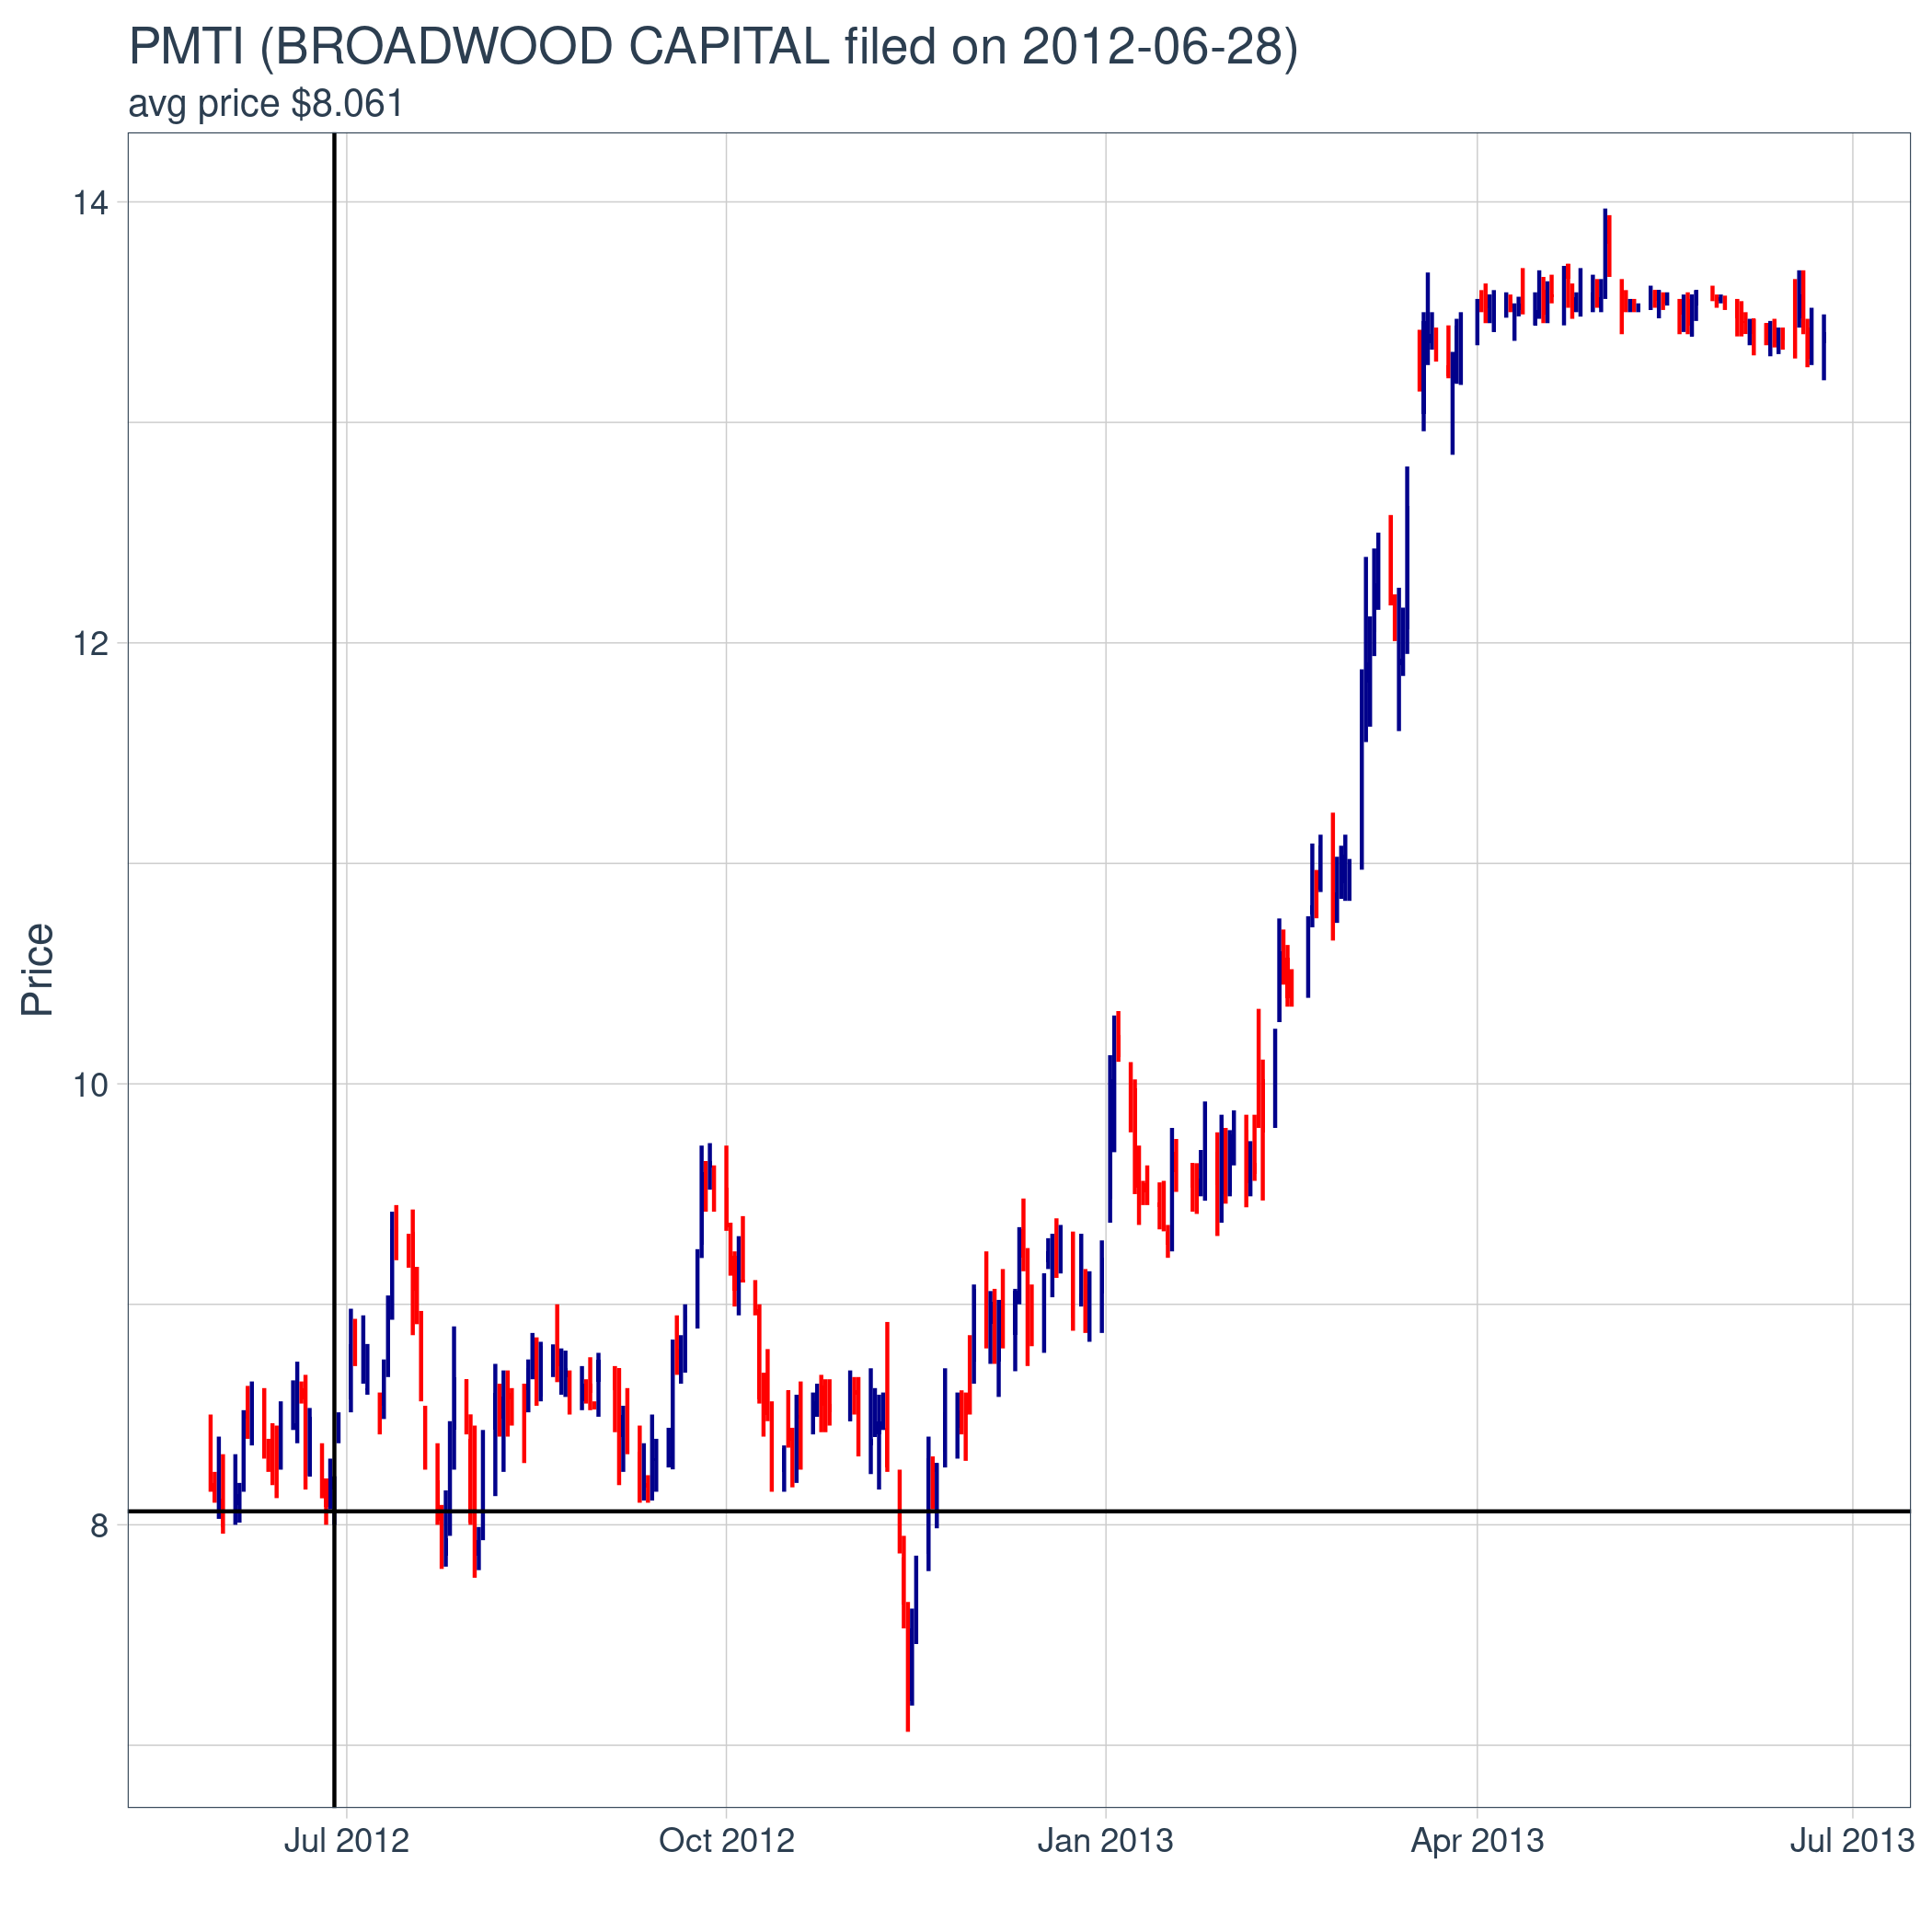 PMTI (BROADWOOD CAPITAL filed on 2012-06-28)
avg price $8.061
14
12
10
8
Price
Jul 2012
Oct 2012
Jan 2013
Apr 2013
Jul 2013